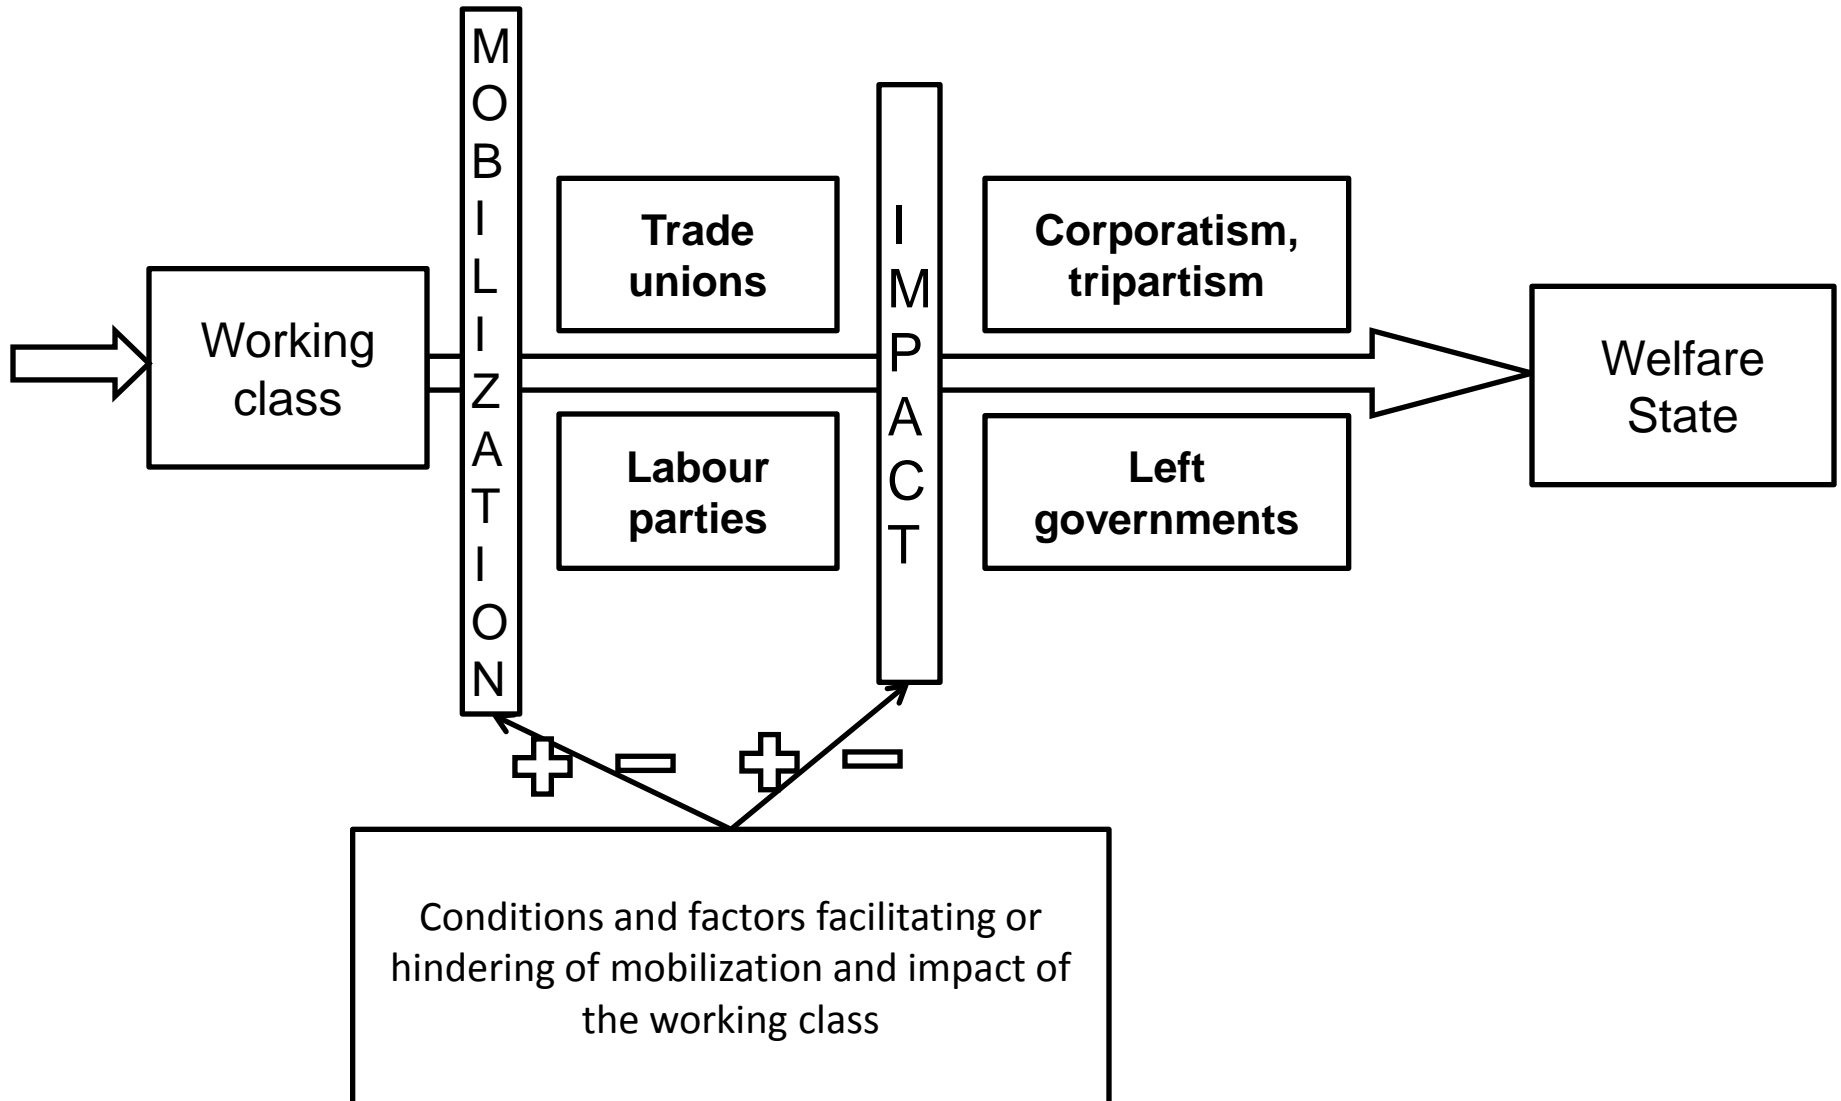 MOBILIZATION
Working
class
Trade
unions
Labour
parties
IMPACT
Corporatism,
tripartism
Left
governments
Welfare
State
Conditions and factors facilitating or
hindering of mobilization and impact of
the working class